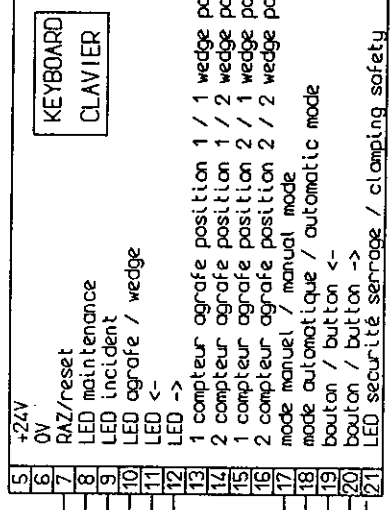 5 +24V
6 0V
7 RAZ/reset
8 LED maintenance
9 LED incident
10 LED agrafe / wedge
11 LED <-
12 LED ->
13 1 compteur agrafe position 1 / 1 wedge po
14 2 compteur agrafe position 1 / 2 wedge po
15 1 compteur agrafe position 2 / 1 wedge po
16 2 compteur agrafe position 2 / 2 wedge po
17 mode manuel / manual mode
18 mode automatique / automatic mode
19 bouton / button <-
20 bouton / button ->
21 LED securité serrage / clamping safety
KEYBOARD
CLAVIER